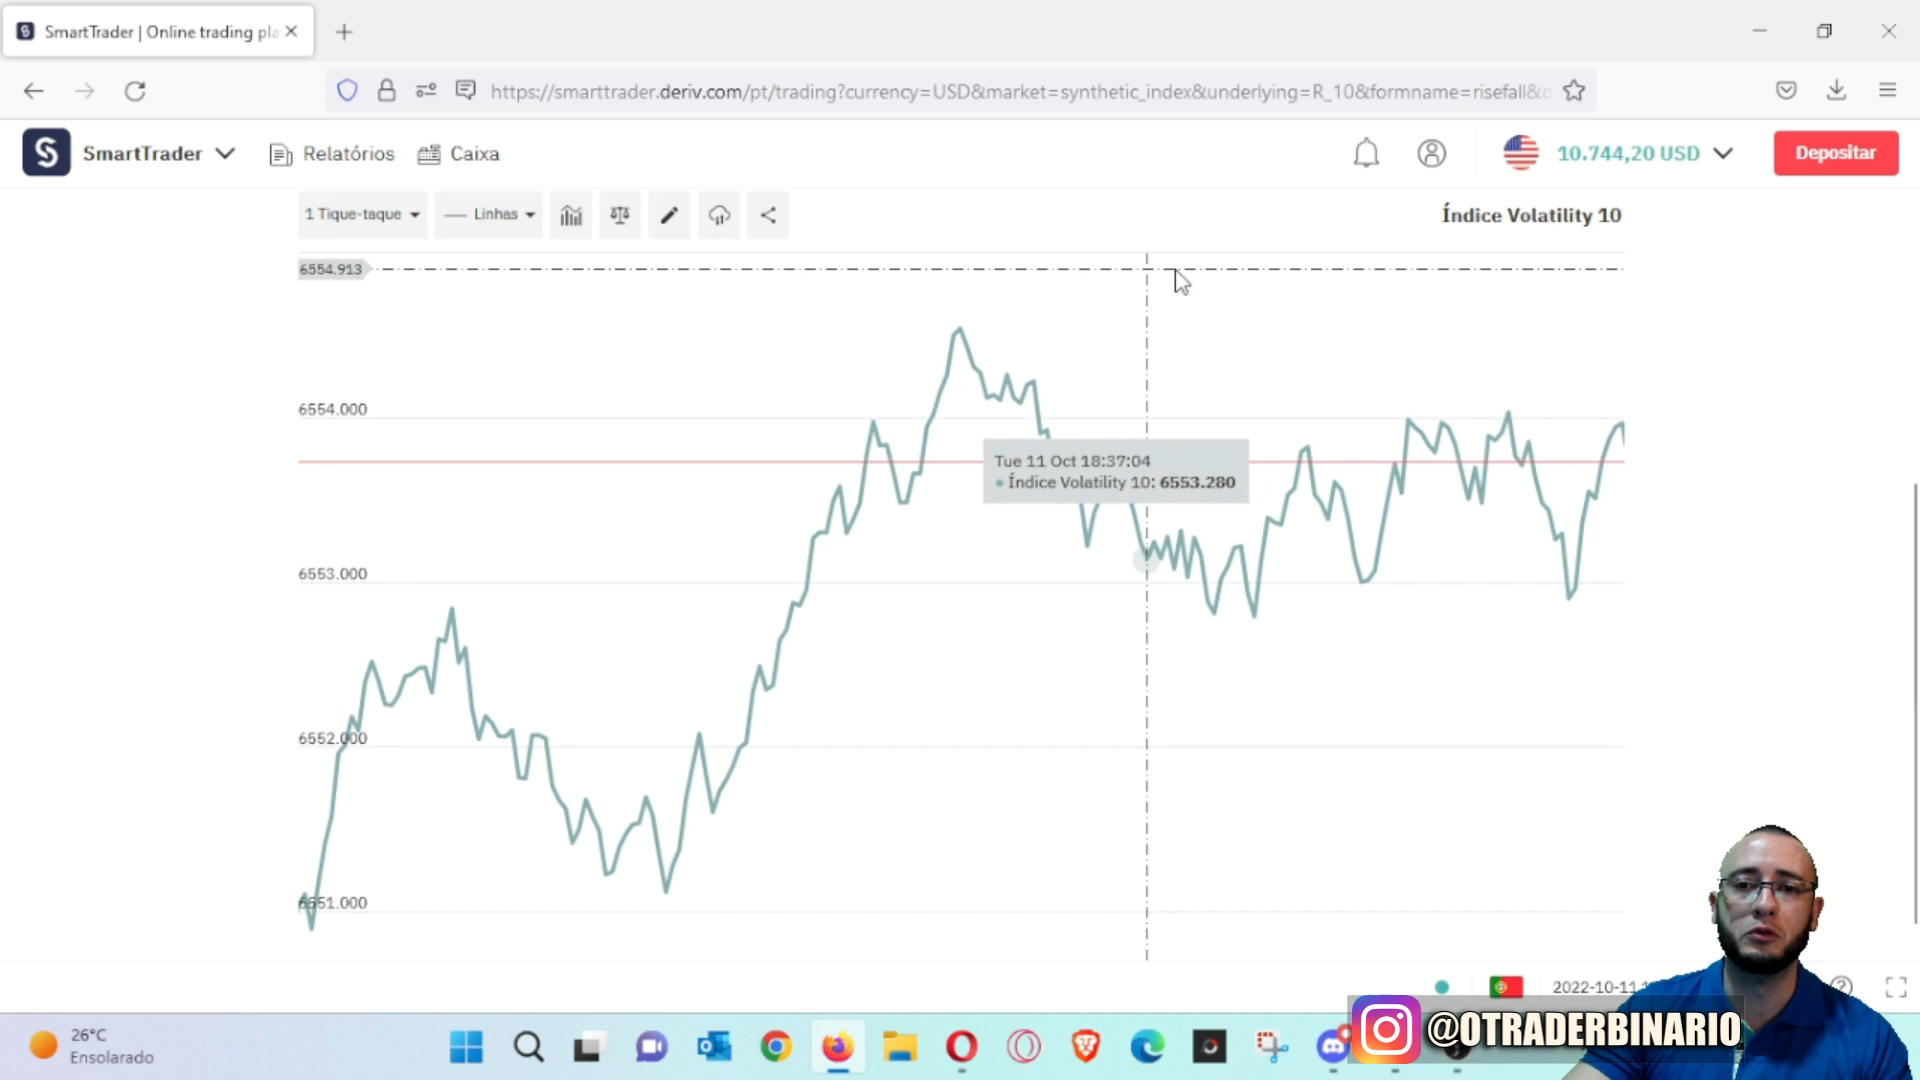 SmartTrader | Online trading pla
https://smarttrader.deriv.com/pt/trading?currency=USD&market=synthetic_index&underlying=R_10&formname=risefall&d
SmartTrader
Relatórios
Caixa
10.744,20 USD
Depositar
1 Tique-taque
Linhas
Índice Volatility 10
6554.913
6554.000
Tue 11 Oct 18:37:04
Índice Volatility 10: 6553.280
6553.000
6552.000
6551.000
2022-10-11
26°C
Ensolarado
@OTRADERBINARIO